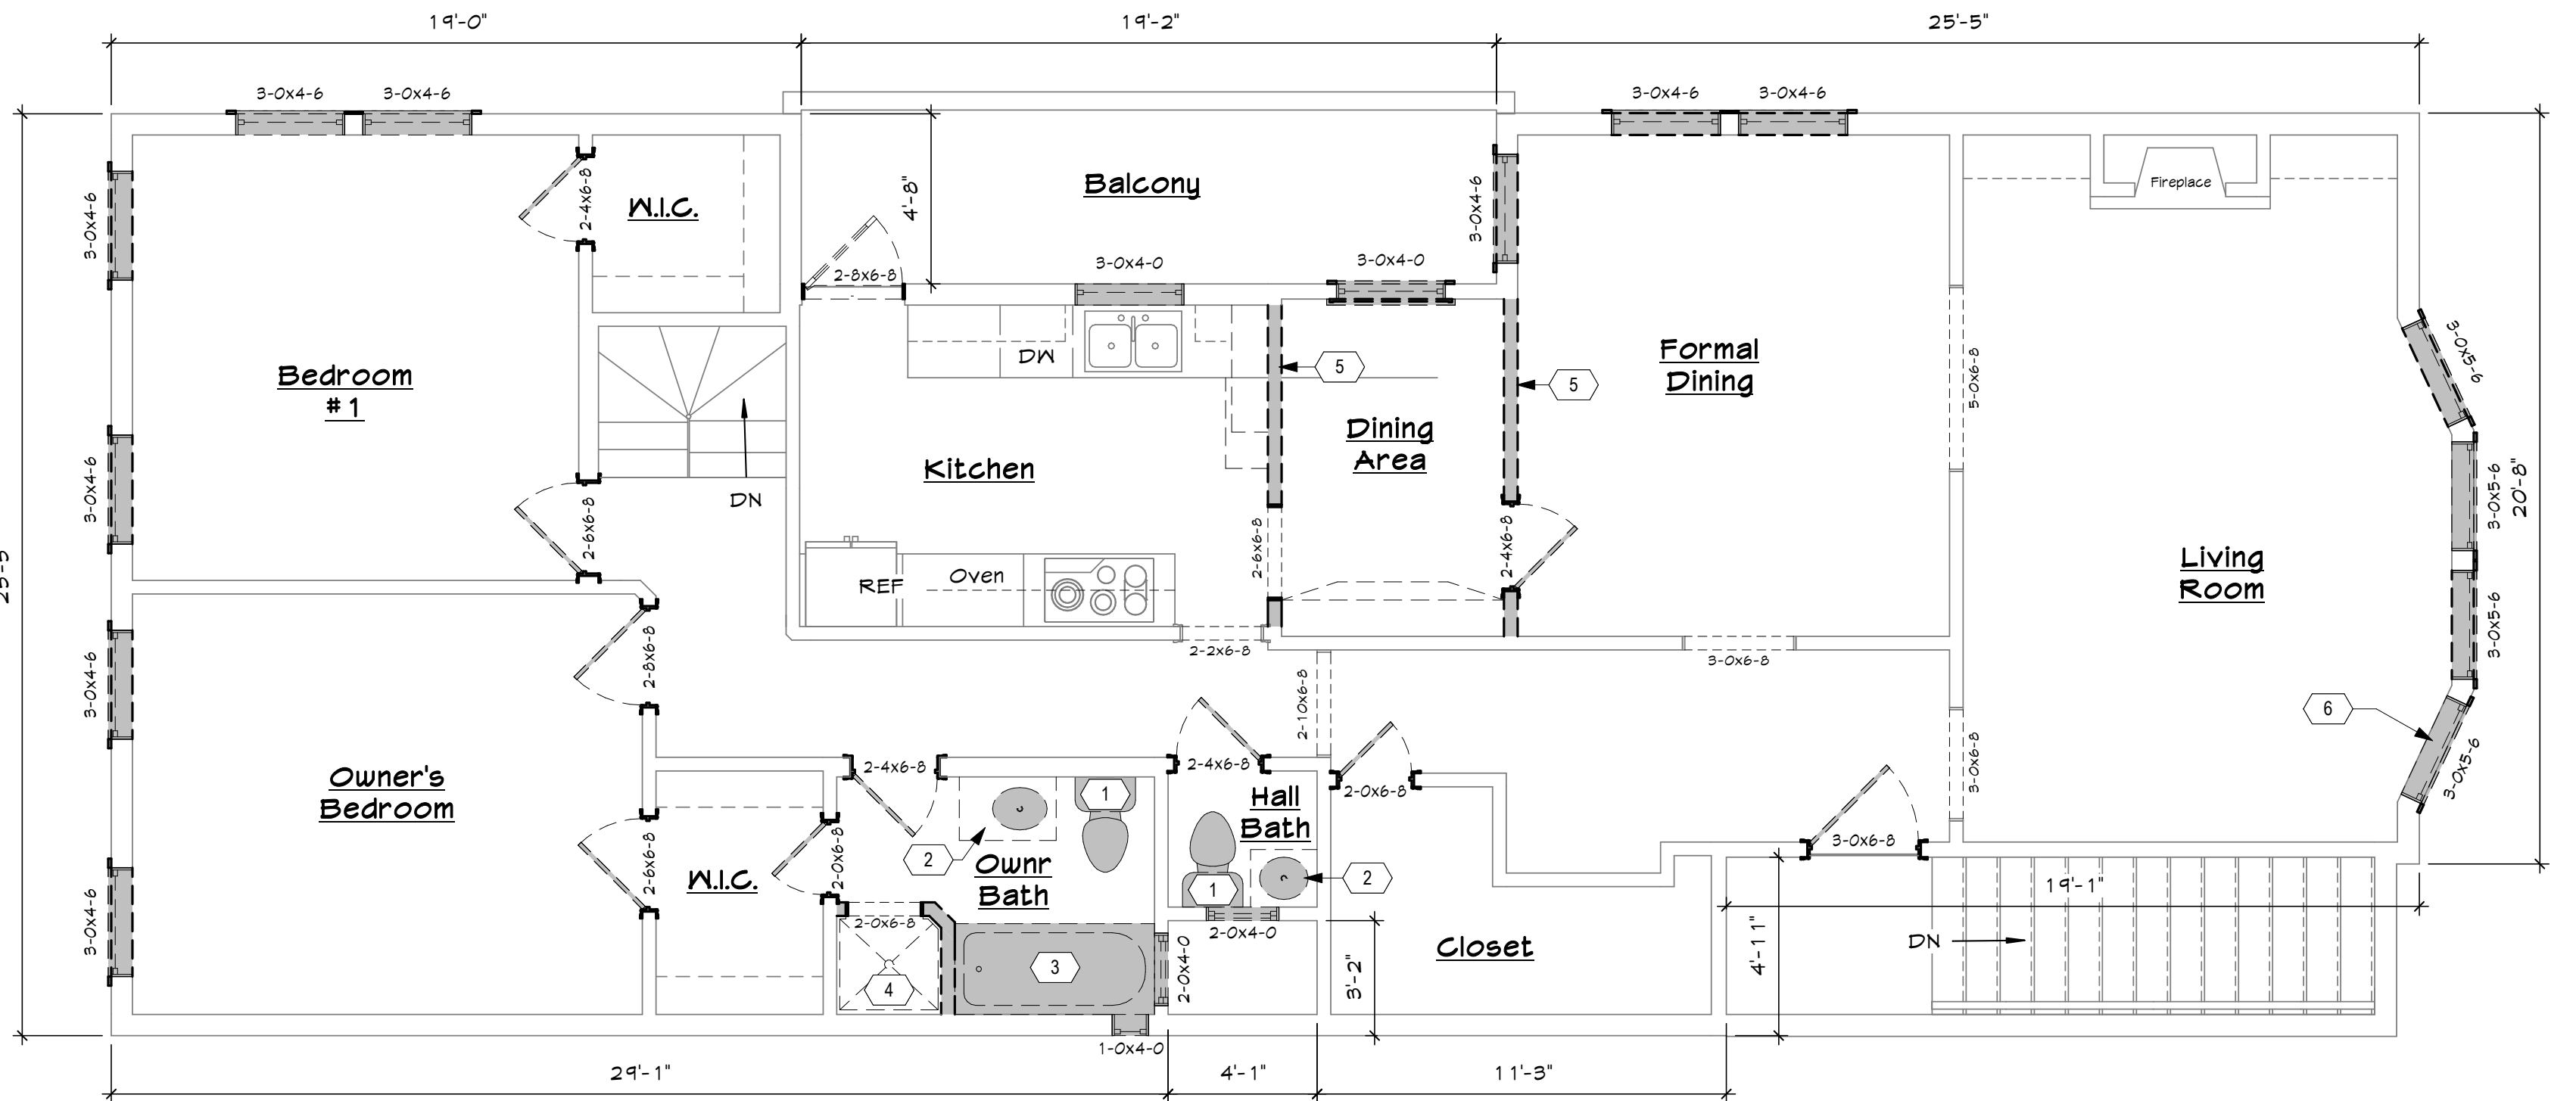 19'-0" 19'-2" 25'-5"
3-0x4-6 3-0x4-6 3-0x4-6 3-0x4-6
3-0x4-6
2-4x6-8
W.I.C.
4'-8"
Balcony
3-0x4-6
Fireplace
2-8x6-8
3-0x4-0
3-0x4-0
DW
5
5
Bedroom
#1
Formal
Dining
5-0x6-8
3-0x5-6
Dining
Area
Kitchen
DN
3-0x4-6
2-6x6-8
2-6x6-8
2-4x6-8
3-0x5-6
20'-8"
REF
Oven
Living
Room
3-0x4-6
2-8x6-8
2-2x6-8
3-0x6-8
3-0x5-6
2-10x6-8
6
3-0x6-8
3-0x5-6
Owner's
Bedroom
2-4x6-8
2-4x6-8
2-0x6-8
1
Hall
Bath
2
Ownr
Bath
3-0x6-8
2-6x6-8
W.I.C.
2-0x6-8
1
2
19'-1"
3-0x4-6
2-0x6-8
2-0x4-0
Closet
4'-11"
DN
3
4
2-0x4-0
3'-2"
1-0x4-0
29'-1" 4'-1" 11'-3"